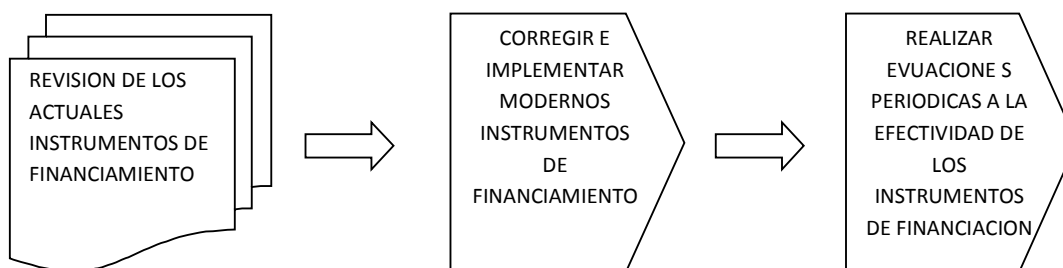 REVISION DE LOS
ACTUALES
INSTRUMENTOS DE
FINANCIAMIENTO
CORREGIR E
IMPLEMENTAR
MODERNOS
INSTRUMENTOS
DE
FINANCIAMIENTO
REALIZAR
EVUACIONE S
PERIODICAS A LA
EFECTIVIDAD DE
LOS
INSTRUMENTOS
DE FINANCIACION